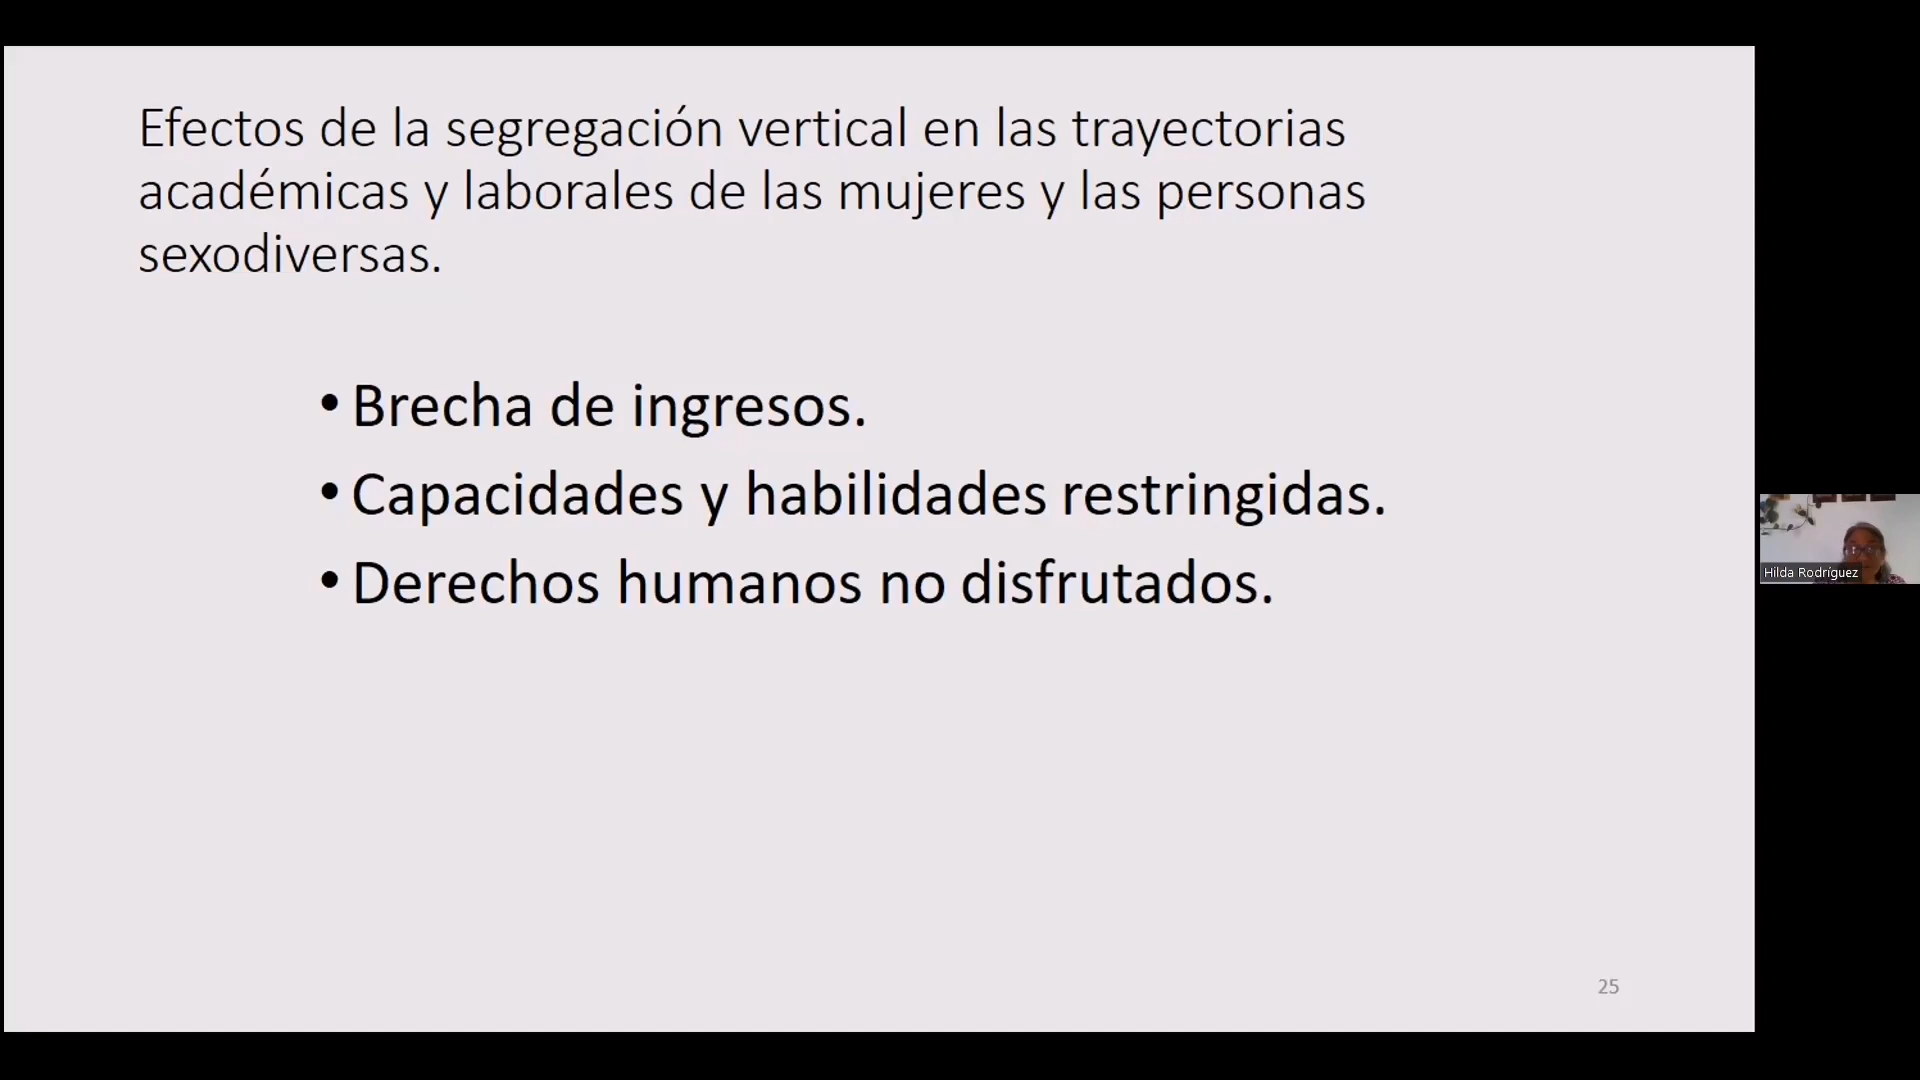 Efectos de la segregación vertical en las trayectorias
académicas y laborales de las mujeres y las personas
sexodiversas.
• Brecha de ingresos.
• Capacidades y habilidades restringidas.
• Derechos humanos no disfrutados.
Hilda Rodríguez
25